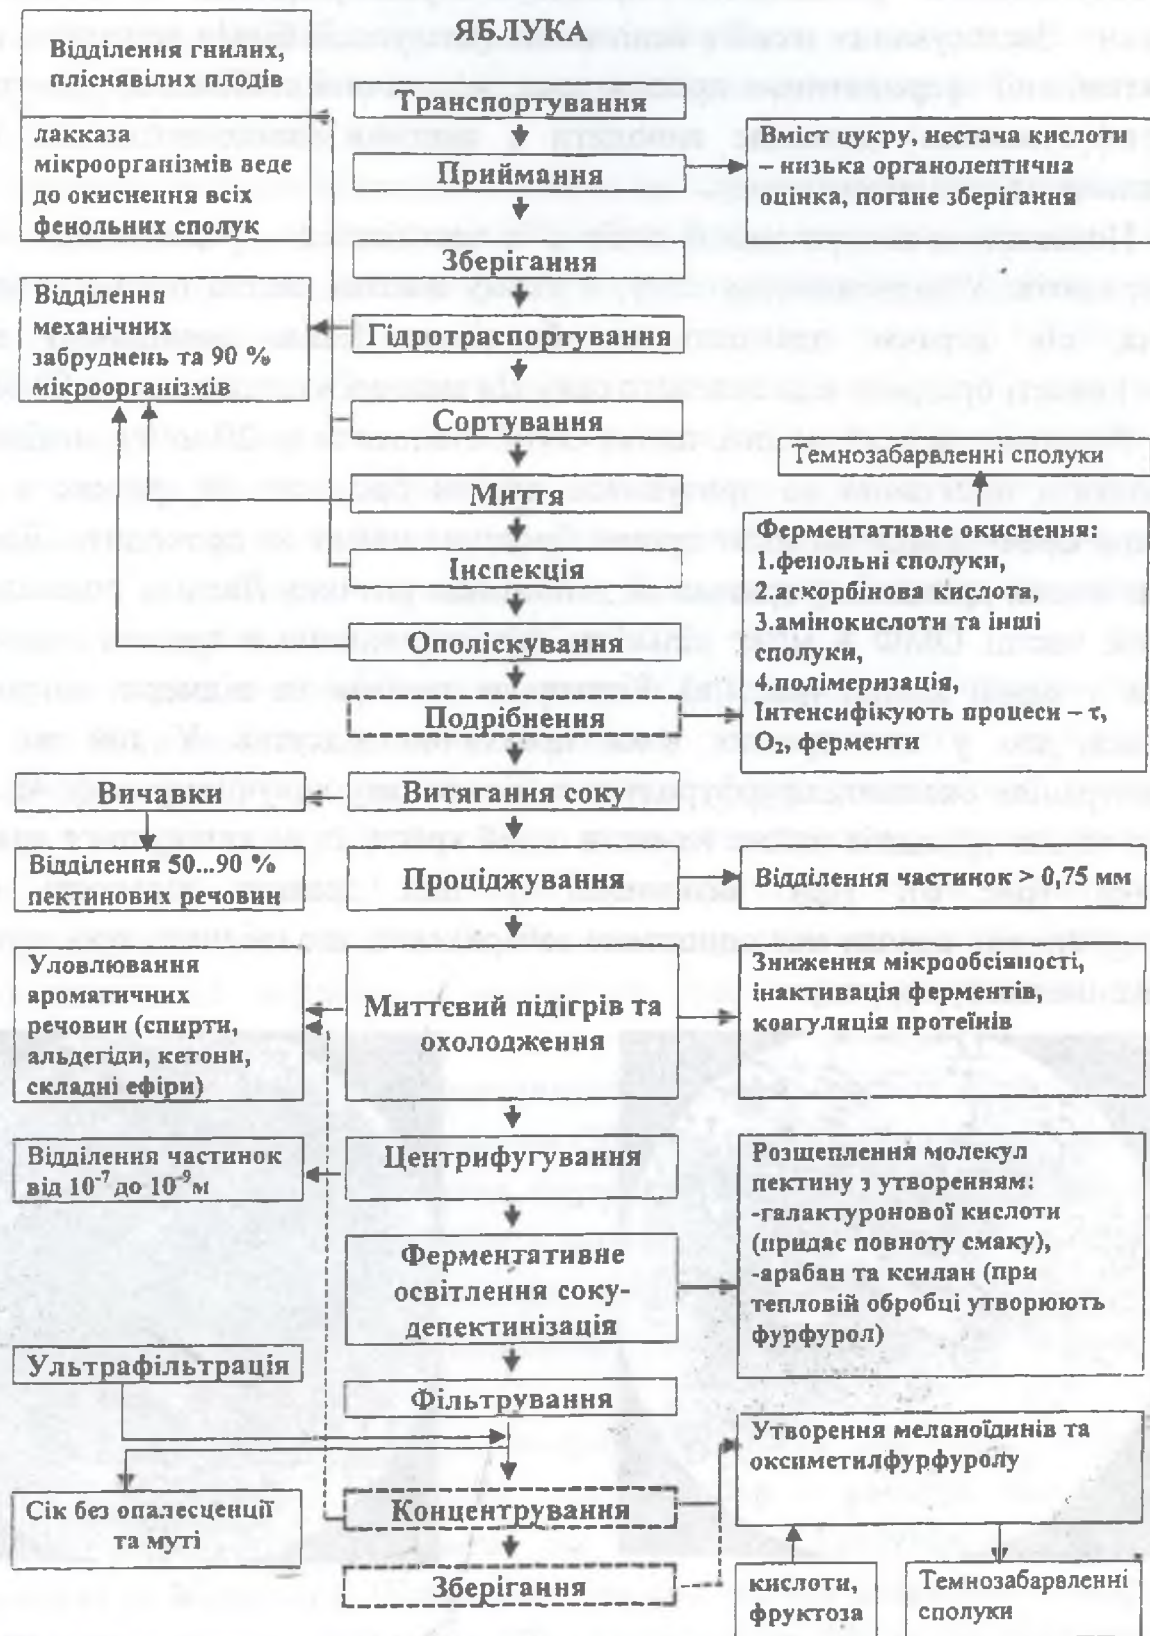 ЯБЛУКА
Відділення гнилих,
пліснявілих плодів
лакказа
мікроорганізмів веде
до окиснення всіх
фенольних сполук
Транспортування
Приймання
Вміст цукру, нестача кислоти
– низька органолептична
оцінка, погане зберігання
Зберігання
Відділення
механічних
забруднень та 90 %
мікроорганізмів
Гідротраспортування
Сортування
Миття
Інспекція
Ополіскування
Подрібнення
Темнозабарвленні сполуки
Ферментативне окиснення:
1.фенольні сполуки,
2.аскорбінова кислота,
3.амінокислоти та інші
сполуки,
4.полімеризація,
Інтенсифікують процеси – τ,
O₂, ферменти
Вичавки
Витягання соку
Відділення 50...90 %
пектинових речовин
Проціджування
Відділення частинок > 0,75 мм
Уловлювання
ароматичних
речовин (спирти,
альдегіди, кетони,
складні ефіри)
Миттєвий підігрів та
охолодження
Зниження мікрообсіяності,
інактивація ферментів,
коагуляція протеїнів
Відділення частинок
від 10⁻⁷ до 10⁻⁹м
Центрифугування
Розщеплення молекул
пектину з утворенням:
-галактуронової кислоти
(придає повноту смаку),
-арабан та ксилан (при
тепловій обробці утворюють
фурфурол)
Ферментативне
освітлення соку-
депектинізація
Ультрафільтрація
Фільтрування
Утворення меланоїдинів та
оксиметилфурфуролу
Сік без опалесценції
та муті
Концентрування
Зберігання
кислоти,
фруктоза
Темнозабарвленні
сполуки